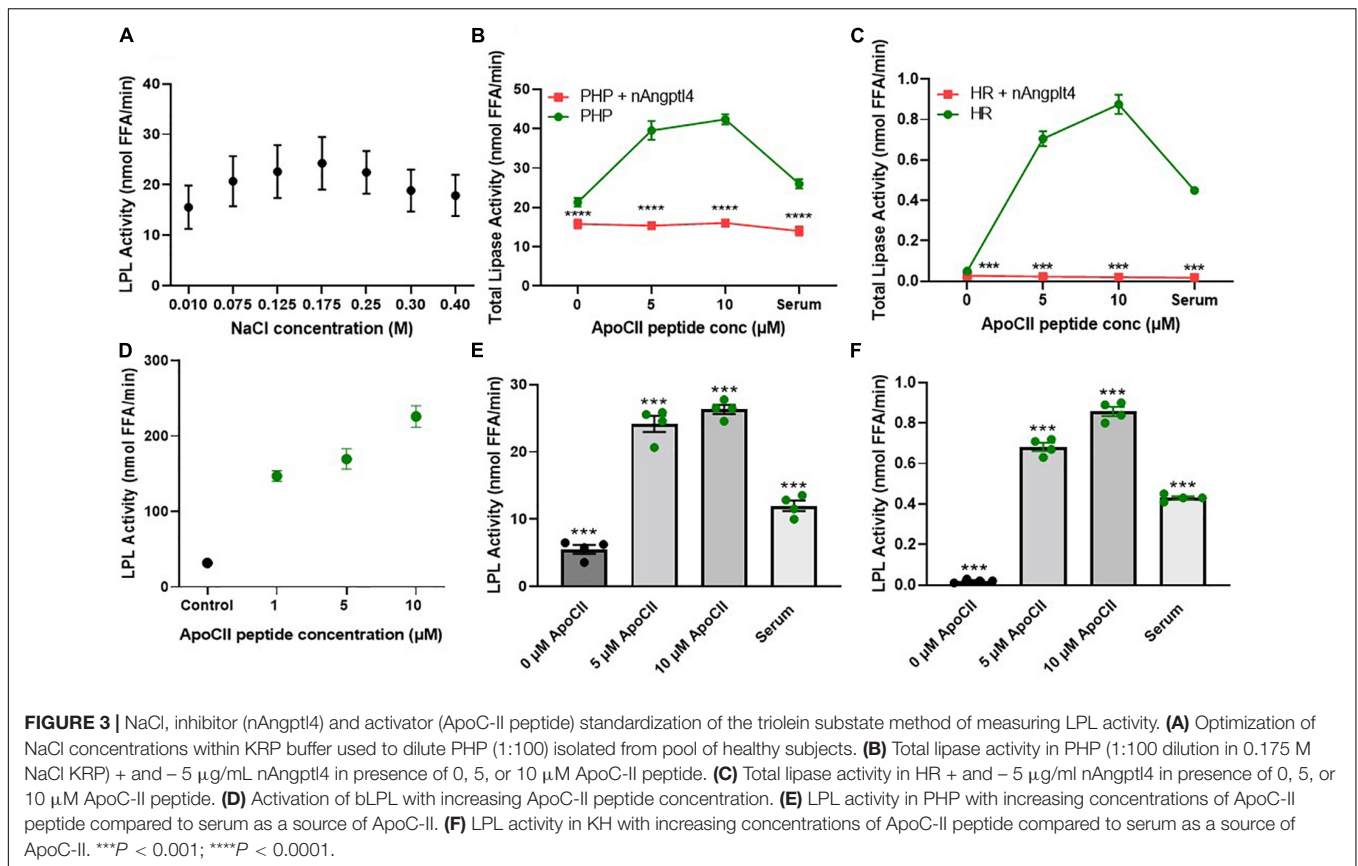 A
LPL Activity (nmol FFA/min)
40
30
20
10
0
0.010 0.075 0.125 0.175 0.25 0.30 0.40
NaCl concentration (M)
B
Total Lipase Activity (nmol FFA/min)
50
40
30
20
10
0
PHP + nAngptl4
PHP
**** **** **** ****
0 5 10 Serum
ApoCII peptide conc (µM)
C
Total Lipase Activity (nmol FFA/min)
1.0
0.8
0.6
0.4
0.2
0.0
HR + nAngplt4
HR
*** *** *** ***
0 5 10 Serum
ApoCII peptide conc (µM)
D
LPL Activity (nmol FFA/min)
300
200
100
0
Control 1 5 10
ApoCII peptide concentration (µM)
E
LPL Activity (nmol FFA/min)
30
20
10
0
*** *** *** ***
0 µM ApoCII 5 µM ApoCII 10 µM ApoCII Serum
F
LPL Activity (nmol FFA/min)
1.0
0.8
0.6
0.4
0.2
0.0
*** *** *** ***
0 µM ApoCII 5 µM ApoCII 10 µM ApoCII Serum
FIGURE 3 | NaCl, inhibitor (nAngptl4) and activator (ApoC-II peptide) standardization of the triolein substate method of measuring LPL activity. (A) Optimization of
NaCl concentrations within KRP buffer used to dilute PHP (1:100) isolated from pool of healthy subjects. (B) Total lipase activity in PHP (1:100 dilution in 0.175 M
NaCl KRP) + and – 5 µg/mL nAngptl4 in presence of 0, 5, or 10 µM ApoC-II peptide. (C) Total lipase activity in HR + and – 5 µg/ml nAngptl4 in presence of 0, 5, or
10 µM ApoC-II peptide. (D) Activation of bLPL with increasing ApoC-II peptide concentration. (E) LPL activity in PHP with increasing concentrations of ApoC-II
peptide compared to serum as a source of ApoC-II. (F) LPL activity in KH with increasing concentrations of ApoC-II peptide compared to serum as a source of
ApoC-II. ***P < 0.001; ****P < 0.0001.